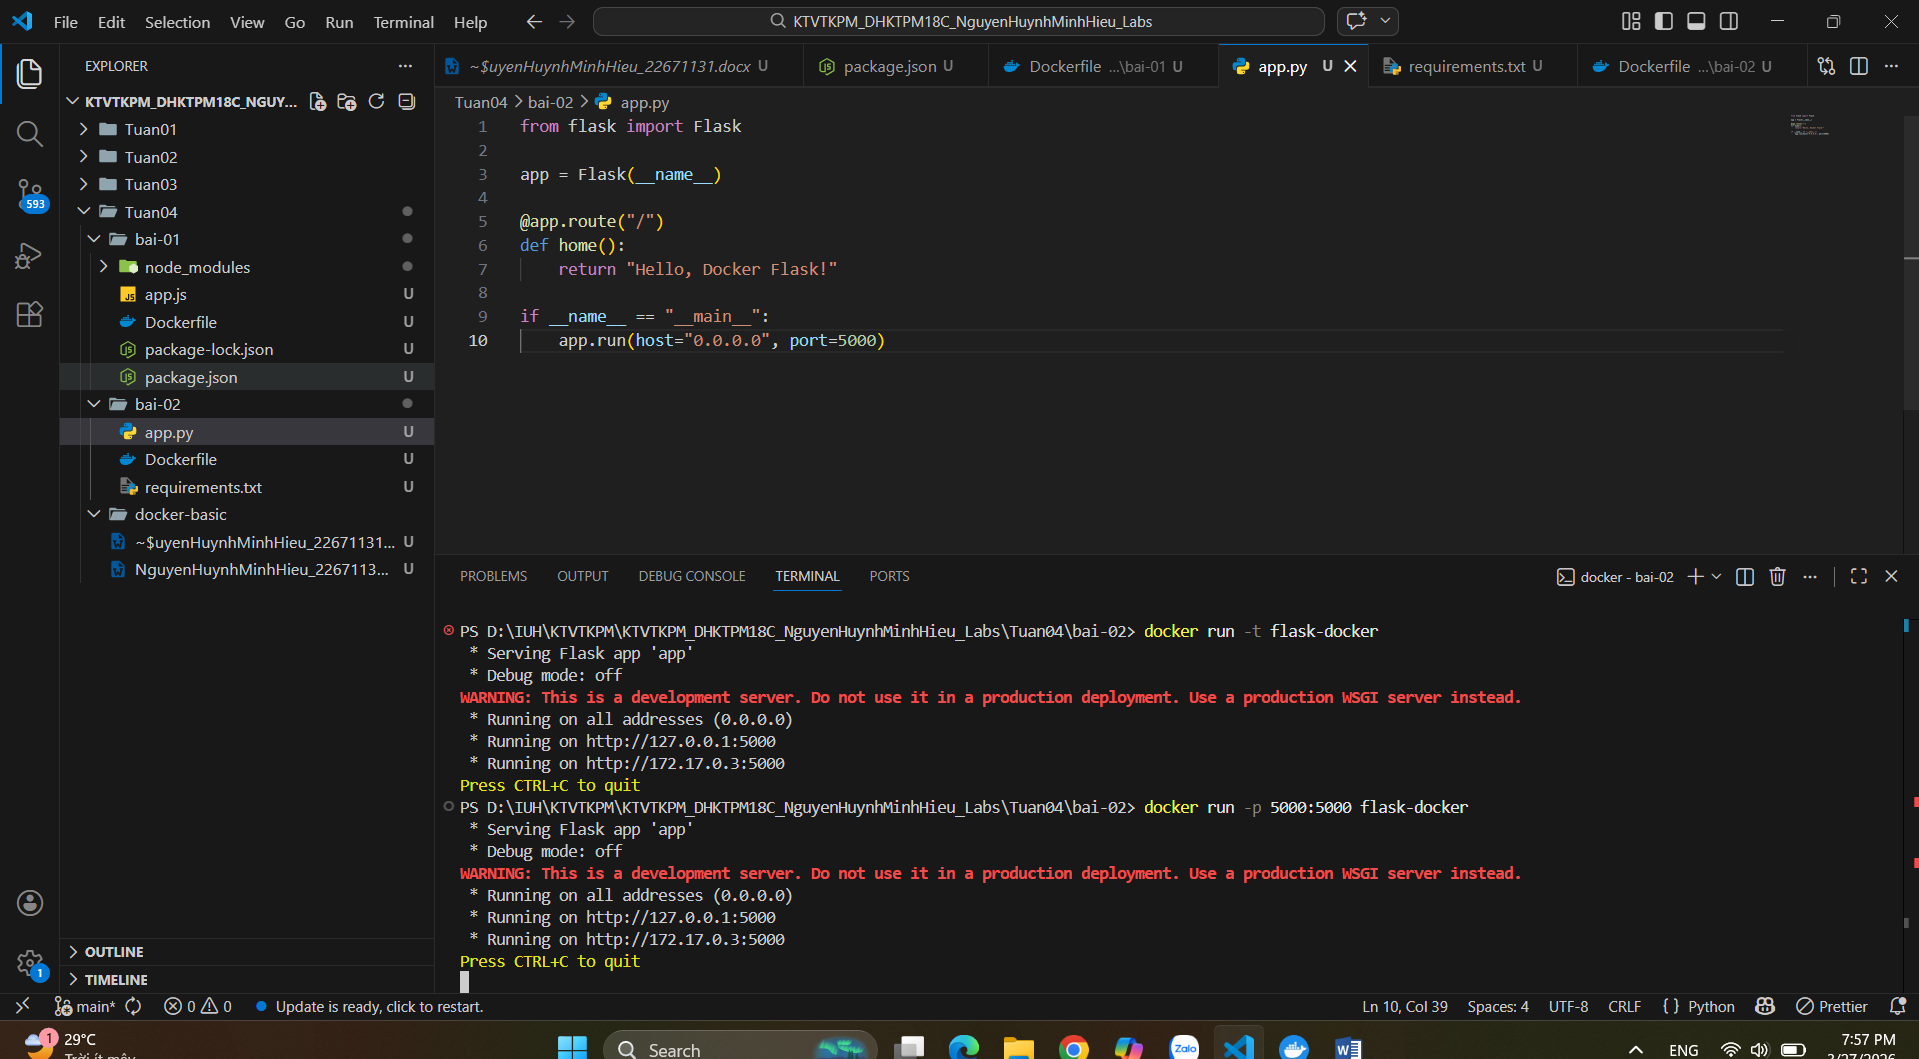 File Edit Selection View Go Run Terminal Help
KTVTKPM_DHKTPM18C_NguyenHuynhMinhHieu_Labs
EXPLORER
KTVTKPM_DHKTPM18C_NGUY...
Tuan01
Tuan02
Tuan03
Tuan04
bai-01
node_modules
app.js U
Dockerfile U
package-lock.json U
package.json U
bai-02
app.py U
Dockerfile U
requirements.txt U
docker-basic
~$uyenHuynhMinhHieu_22671131... U
NguyenHuynhMinhHieu_2267113... U
OUTLINE
TIMELINE
593
1
~$uyenHuynhMinhHieu_22671131.docx U
package.json U
Dockerfile ...\bai-01 U
app.py U
requirements.txt U
Dockerfile ...\bai-02 U
Tuan04 > bai-02 > app.py
1 from flask import Flask
2
3 app = Flask(__name__)
4
5 @app.route("/")
6 def home():
7 return "Hello, Docker Flask!"
8
9 if __name__ == "__main__":
10 app.run(host="0.0.0.0", port=5000)
PROBLEMS OUTPUT DEBUG CONSOLE TERMINAL PORTS
docker - bai-02
PS D:\IUH\KTVTKPM\KTVTKPM_DHKTPM18C_NguyenHuynhMinhHieu_Labs\Tuan04\bai-02> docker run -t flask-docker
* Serving Flask app 'app'
* Debug mode: off
WARNING: This is a development server. Do not use it in a production deployment. Use a production WSGI server instead.
* Running on all addresses (0.0.0.0)
* Running on http://127.0.0.1:5000
* Running on http://172.17.0.3:5000
Press CTRL+C to quit
PS D:\IUH\KTVTKPM\KTVTKPM_DHKTPM18C_NguyenHuynhMinhHieu_Labs\Tuan04\bai-02> docker run -p 5000:5000 flask-docker
* Serving Flask app 'app'
* Debug mode: off
WARNING: This is a development server. Do not use it in a production deployment. Use a production WSGI server instead.
* Running on all addresses (0.0.0.0)
* Running on http://127.0.0.1:5000
* Running on http://172.17.0.3:5000
Press CTRL+C to quit
main* 0 0 Update is ready, click to restart.
Ln 10, Col 39 Spaces: 4 UTF-8 CRLF { } Python Prettier
1
29°C
Search
Zalo
ENG
7:57 PM